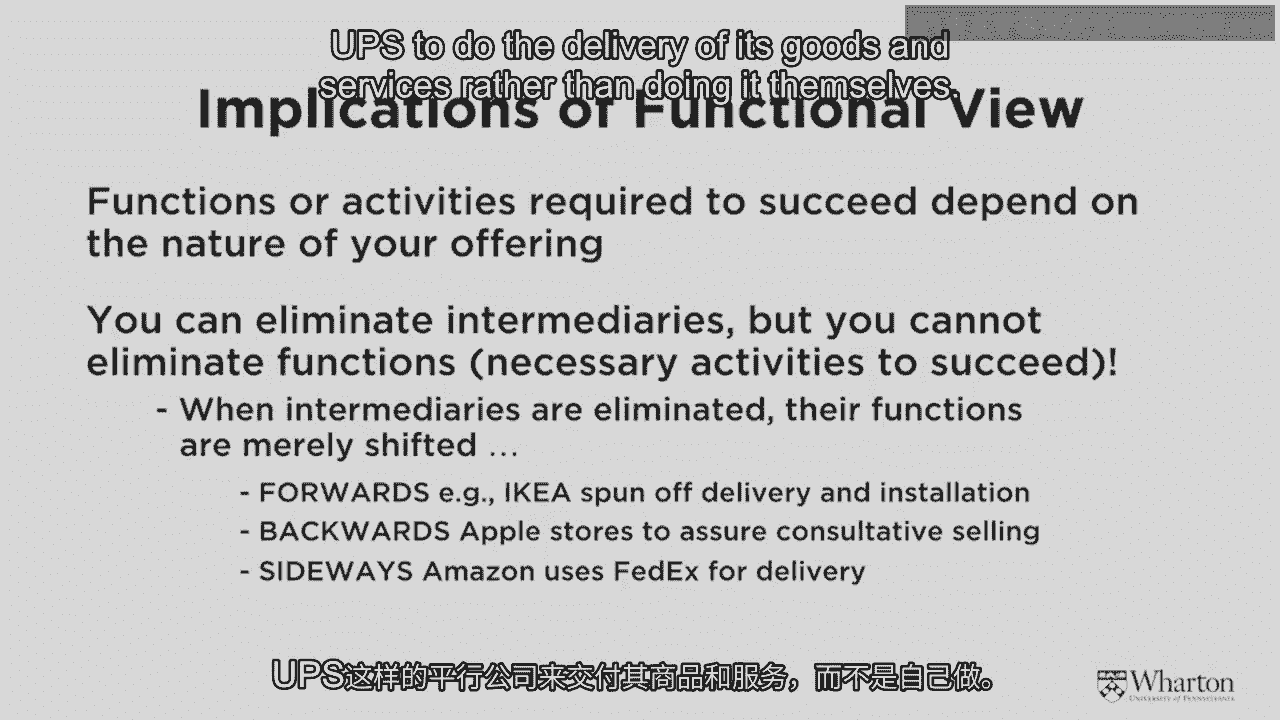 UPS to do the delivery of its goods and
services rather than doing it themselves.
Implications of Functional View
Functions or activities required to succeed depend on
the nature of your offering
You can eliminate intermediaries, but you cannot
eliminate functions (necessary activities to succeed)!
- When intermediaries are eliminated, their functions
are merely shifted ...
- FORWARDS e.g., IKEA spun off delivery and installation
- BACKWARDS Apple stores to assure consultative selling
- SIDEWAYS Amazon uses FedEx for delivery
UPS这样的平行公司来交付其商品和服务，而不是自己做。
Wharton
UNIVERSITY of PENNSYLVANIA